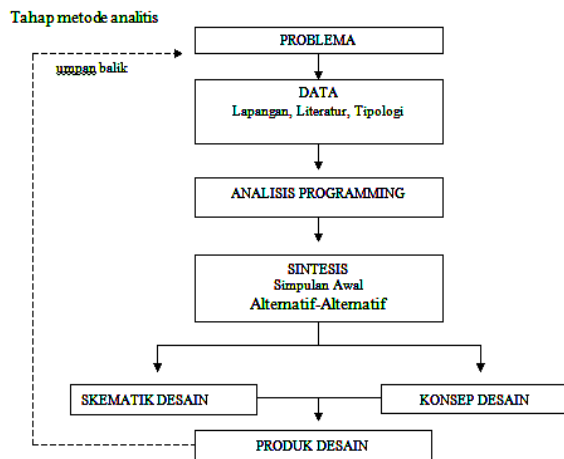 Tahap metode analitis
PROBLEMA
umpan balik
DATA
Lapangan, Literatur, Tipologi
ANALISIS PROGRAMMING
SINTESIS
Simpulan Awal
Alternatif-Alternatif
SKEMATIK DESAIN
KONSEP DESAIN
PRODUK DESAIN